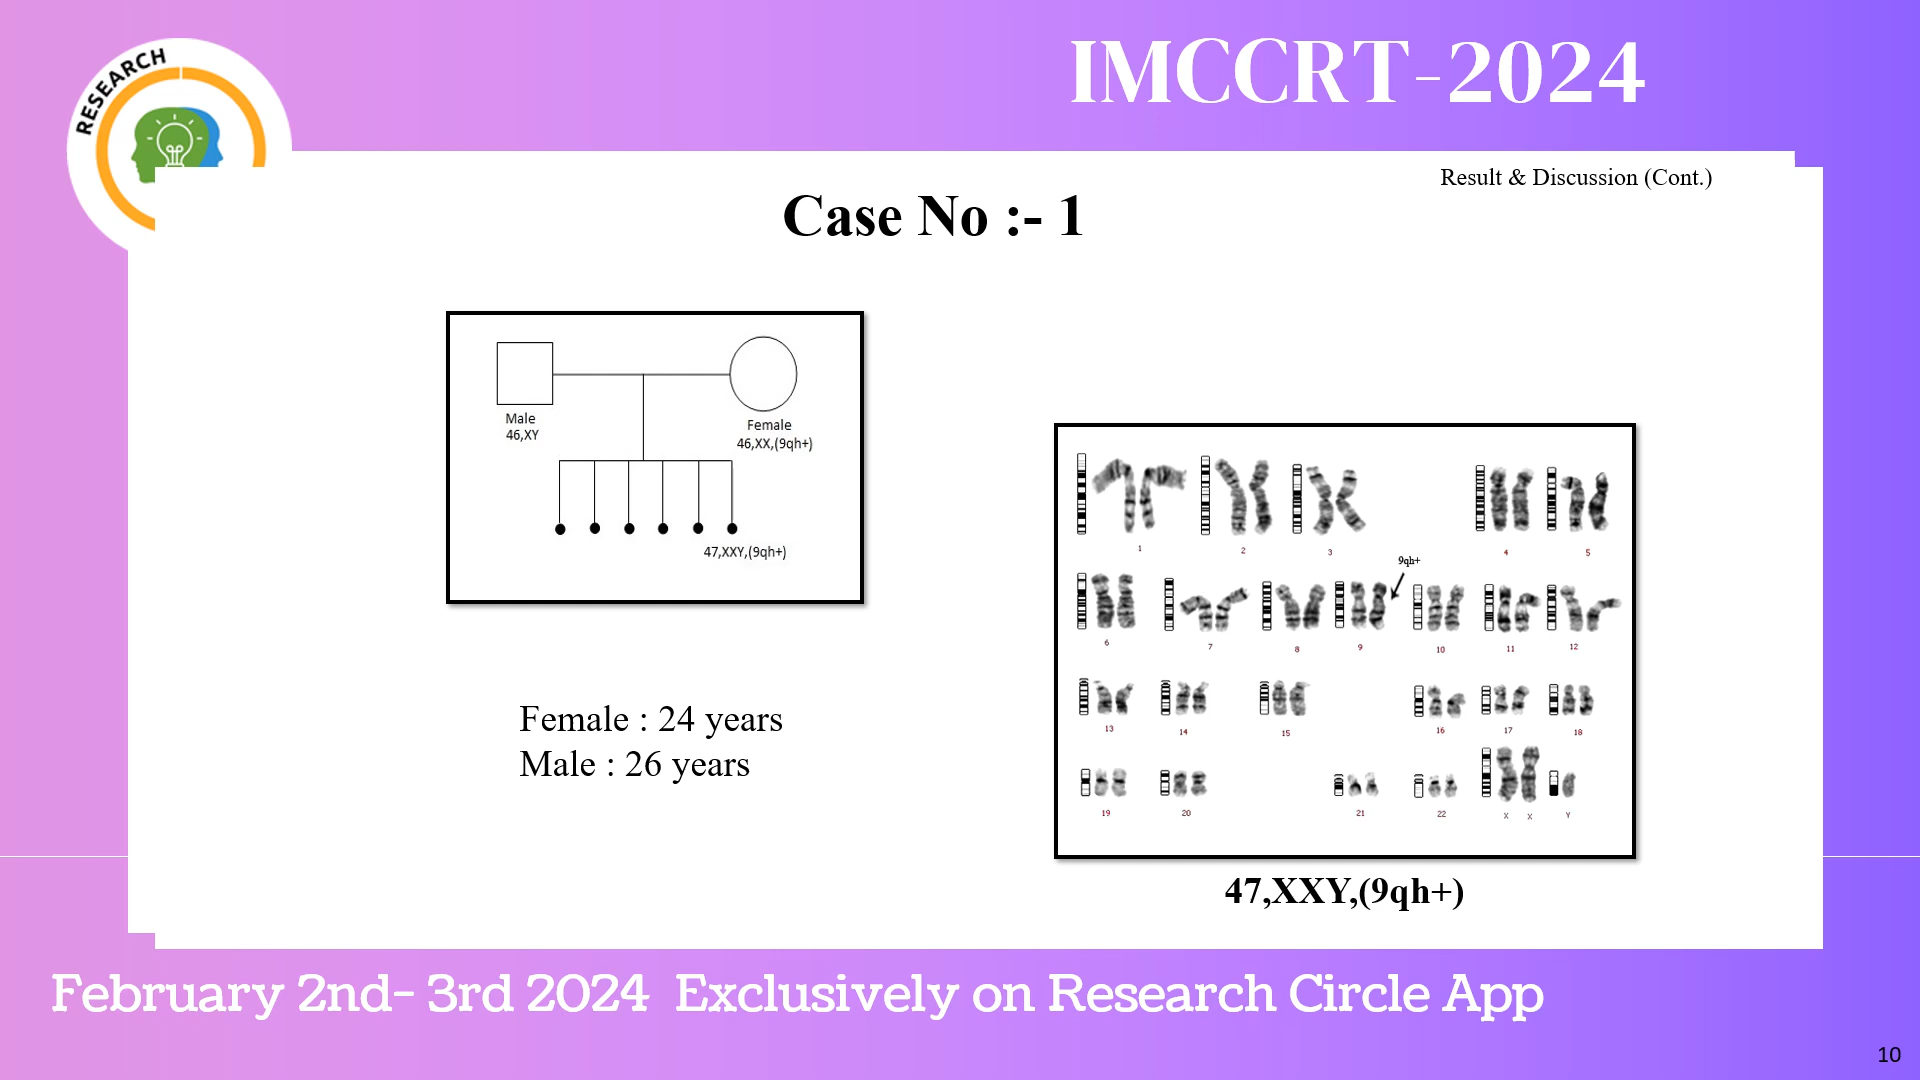 RESEARCH
IMCCRT-2024
Result & Discussion (Cont.)
Case No :- 1
Male
46,XY
Female
46,XX,(9qh+)
47,XXY,(9qh+)
Female : 24 years
Male : 26 years
1 2 3 4 5
9qh+
6 7 8 9 10 11 12
13 14 15 16 17 18
19 20 21 22 X X Y
47,XXY,(9qh+)
February 2nd- 3rd 2024 Exclusively on Research Circle App
10